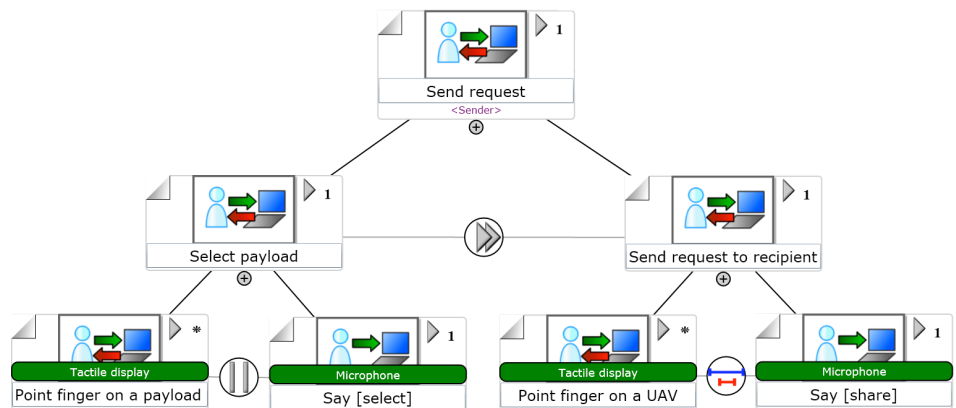 1
Send request
<Sender>
1
Select payload
1
Send request to recipient
*
Tactile display
Point finger on a payload
1
Microphone
Say [select]
*
Tactile display
Point finger on a UAV
1
Microphone
Say [share]